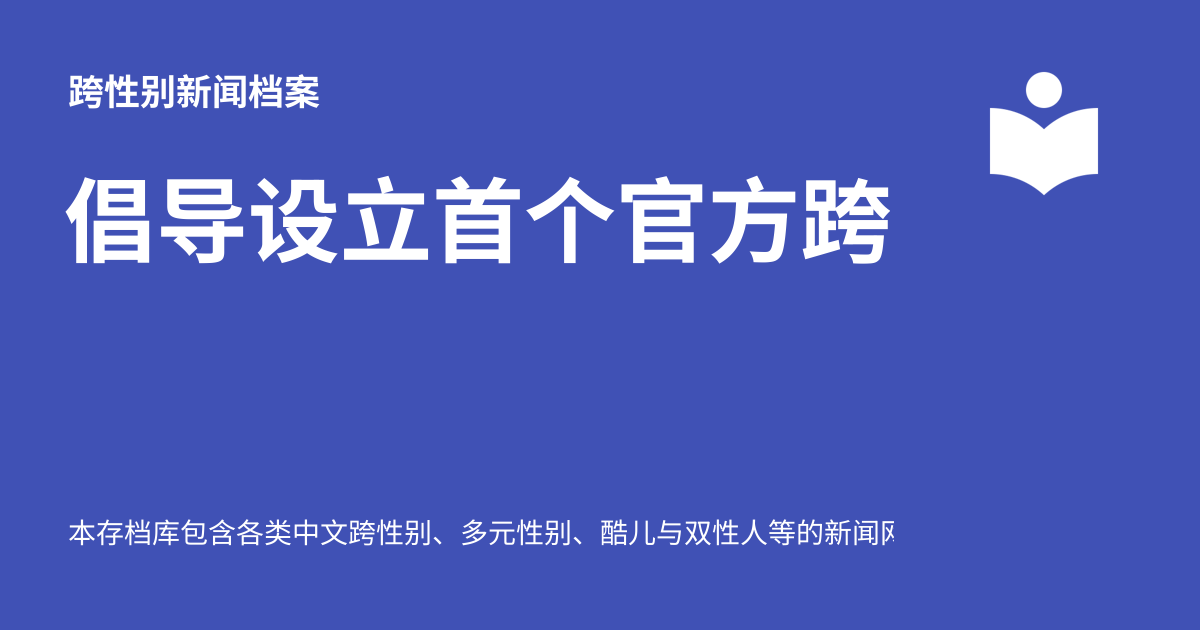 跨性别新闻档案
倡导设立首个官方跨
本存档库包含各类中文跨性别、多元性别、酷儿与双性人等的新闻